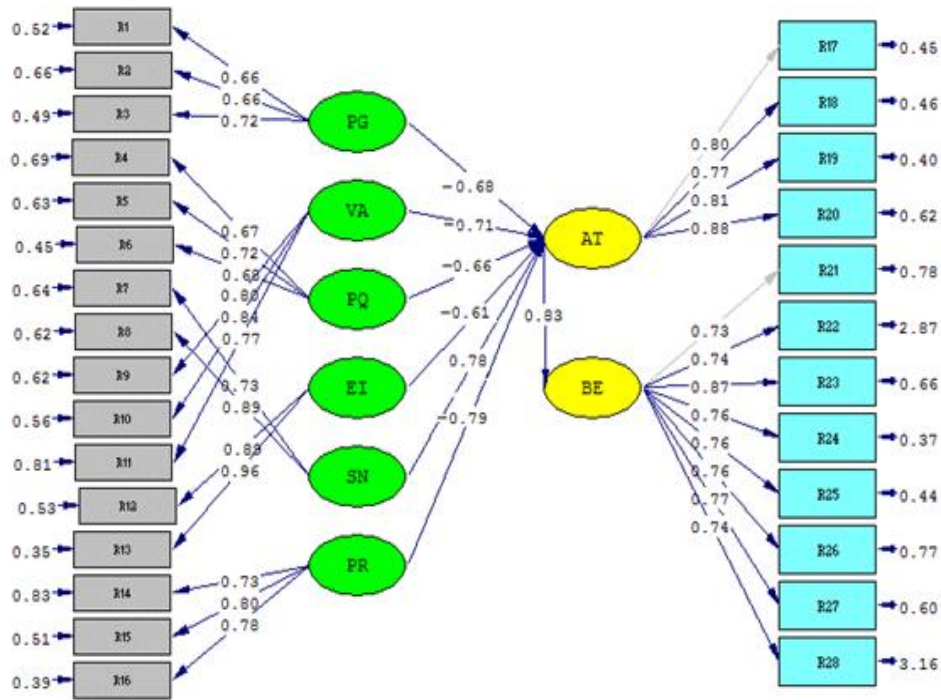 0.52 R1
0.66 R2
0.49 R3
0.69 R4
0.63 R5
0.45 R6
0.64 R7
0.62 R8
0.62 R9
0.56 R10
0.81 R11
0.53 R12
0.35 R13
0.83 R14
0.51 R15
0.39 R16
0.66
0.66
0.72
0.67
0.72
0.68
0.80
0.84
0.77
0.73
0.89
0.89
0.96
0.73
0.80
0.78
PG
VA
PQ
EI
SN
PR
-0.68
-0.71
-0.66
-0.61
0.78
-0.79
AT
0.83
BE
0.80
0.77
0.81
0.88
0.73
0.74
0.87
0.76
0.76
0.76
0.77
0.74
R17 0.45
R18 0.46
R19 0.40
R20 0.62
R21 0.78
R22 2.87
R23 0.66
R24 0.37
R25 0.44
R26 0.77
R27 0.60
R28 3.16